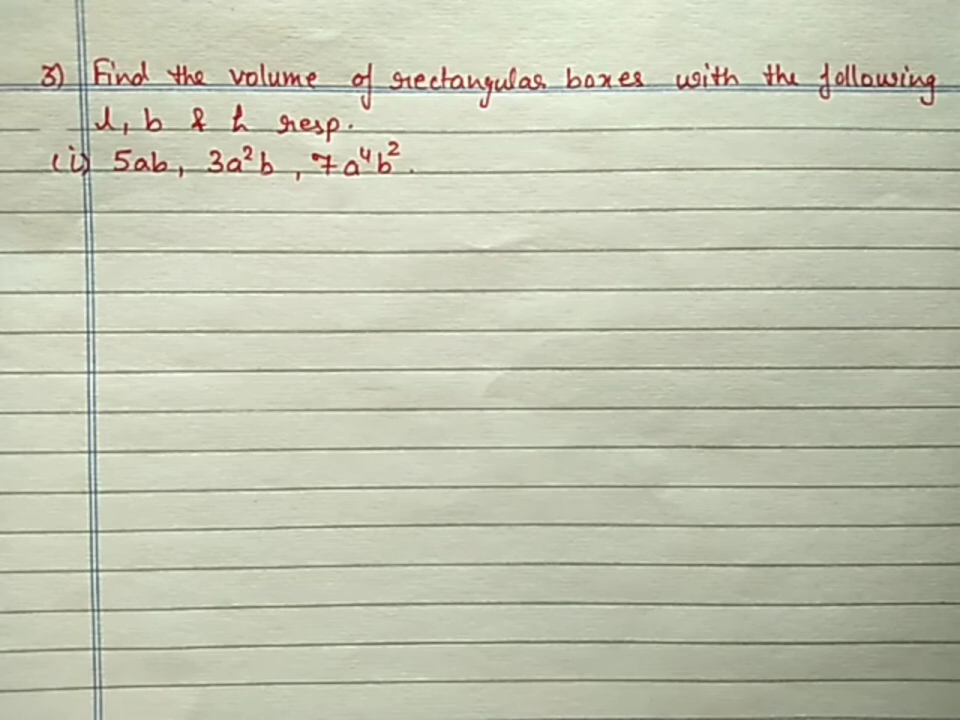 3) Find the volume of rectangular boxes with the following
l, b & h resp.
(i) 5ab, 3a²b, 7a⁴b².